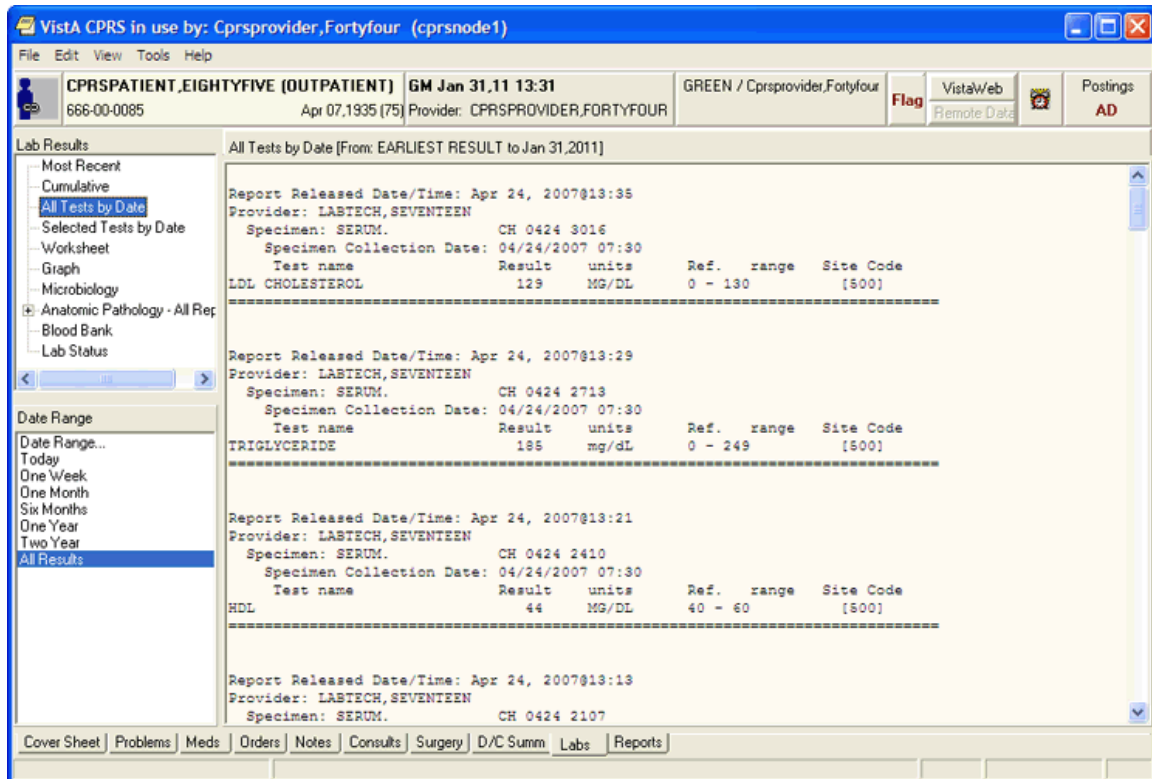 VistA CPRS in use by: Cprsprovider,Fortyfour (cprsnode1)
File Edit View Tools Help
CPRSPATIENT,EIGHTYFIVE (OUTPATIENT) GM Jan 31,11 13:31 GREEN / Cprsprovider,Fortyfour Flag VistaWeb Postings
666-00-0085 Apr 07,1935 (75) Provider: CPRSPROVIDER,FORTYFOUR Remote Data AD
Lab Results
Most Recent
Cumulative
All Tests by Date
Selected Tests by Date
Worksheet
Graph
Microbiology
Anatomic Pathology - All Rep
Blood Bank
Lab Status
Date Range
Date Range...
Today
One Week
One Month
Six Months
One Year
Two Year
All Results
All Tests by Date [From: EARLIEST RESULT to Jan 31,2011]
Report Released Date/Time: Apr 24, 2007@13:35
Provider: LABTECH,SEVENTEEN
Specimen: SERUM. CH 0424 3016
Specimen Collection Date: 04/24/2007 07:30
Test name Result units Ref. range Site Code
LDL CHOLESTEROL 129 MG/DL 0 - 130 [500]
===============================================================================
Report Released Date/Time: Apr 24, 2007@13:29
Provider: LABTECH,SEVENTEEN
Specimen: SERUM. CH 0424 2713
Specimen Collection Date: 04/24/2007 07:30
Test name Result units Ref. range Site Code
TRIGLYCERIDE 185 mg/dL 0 - 249 [500]
===============================================================================
Report Released Date/Time: Apr 24, 2007@13:21
Provider: LABTECH,SEVENTEEN
Specimen: SERUM. CH 0424 2410
Specimen Collection Date: 04/24/2007 07:30
Test name Result units Ref. range Site Code
HDL 44 MG/DL 40 - 60 [500]
===============================================================================
Report Released Date/Time: Apr 24, 2007@13:13
Provider: LABTECH,SEVENTEEN
Specimen: SERUM. CH 0424 2107
Cover Sheet Problems Meds Orders Notes Consults Surgery D/C Summ Labs Reports